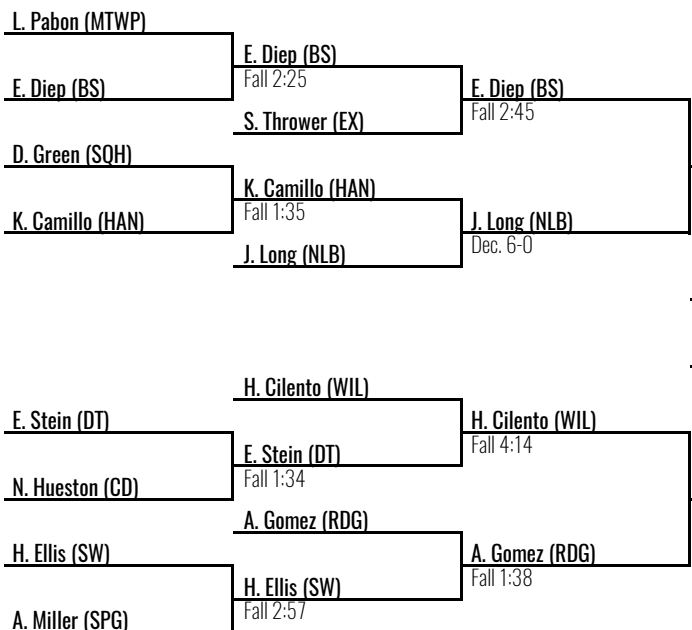 L. Pabon (MTWP)
E. Diep (BS)
D. Green (SQH)
K. Camillo (HAN)
E. Stein (DT)
N. Hueston (CD)
H. Ellis (SW)
A. Miller (SPG)
E. Diep (BS)
Fall 2:25
S. Thrower (EX)
K. Camillo (HAN)
Fall 1:35
J. Long (NLB)
H. Cilento (WIL)
E. Stein (DT)
Fall 1:34
A. Gomez (RDG)
H. Ellis (SW)
Fall 2:57
E. Diep (BS)
Fall 2:45
J. Long (NLB)
Dec. 6-0
H. Cilento (WIL)
Fall 4:14
A. Gomez (RDG)
Fall 1:38